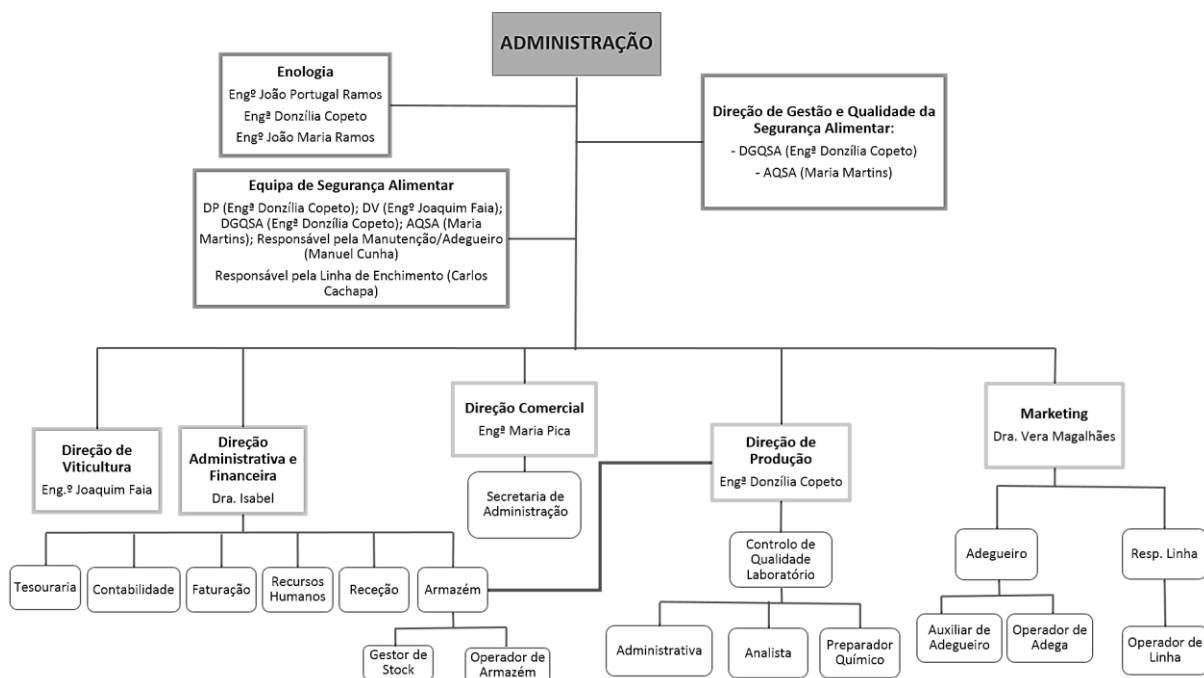 ADMINISTRAÇÃO
Enologia
Engº João Portugal Ramos
Engª Donzília Copeto
Engº João Maria Ramos
Direção de Gestão e Qualidade da
Segurança Alimentar:
- DGQSA (Engª Donzília Copeto)
- AQSA (Maria Martins)
Equipa de Segurança Alimentar
DP (Engª Donzília Copeto); DV (Engº Joaquim Faia);
DGQSA (Engª Donzília Copeto); AQSA (Maria
Martins); Responsável pela Manutenção/Adegueiro
(Manuel Cunha)
Responsável pela Linha de Enchimento (Carlos
Cachapa)
Direção de
Viticultura
Eng.º Joaquim Faia
Direção
Administrativa e
Financeira
Dra. Isabel
Direção Comercial
Engª Maria Pica
Direção de
Produção
Engª Donzília Copeto
Marketing
Dra. Vera Magalhães
Secretaria de
Administração
Tesouraria
Contabilidade
Faturação
Recursos
Humanos
Receção
Armazém
Controlo de
Qualidade
Laboratório
Adegueiro
Resp. Linha
Gestor de
Stock
Operador de
Armazém
Administrativa
Analista
Preparador
Químico
Auxiliar de
Adegueiro
Operador de
Adega
Operador de
Linha